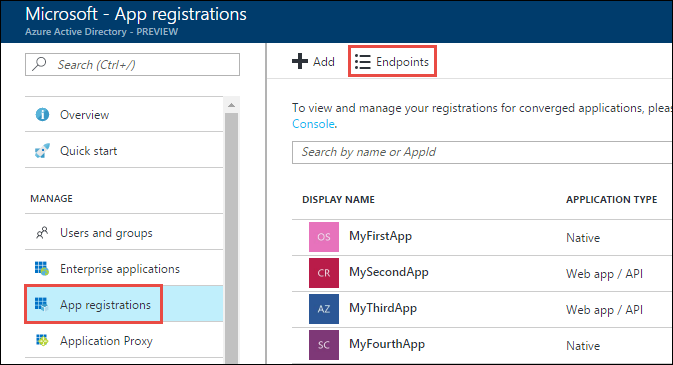 Microsoft - App registrations
Azure Active Directory - PREVIEW
Search (Ctrl+/)
Overview
Quick start
MANAGE
Users and groups
Enterprise applications
App registrations
Application Proxy
Add
Endpoints
To view and manage your registrations for converged applications, plea
Console.
Search by name or AppId
DISPLAY NAME APPLICATION TYPE
OS MyFirstApp Native
CR MySecondApp Web app / API
AZ MyThirdApp Web app / API
SC MyFourthApp Native